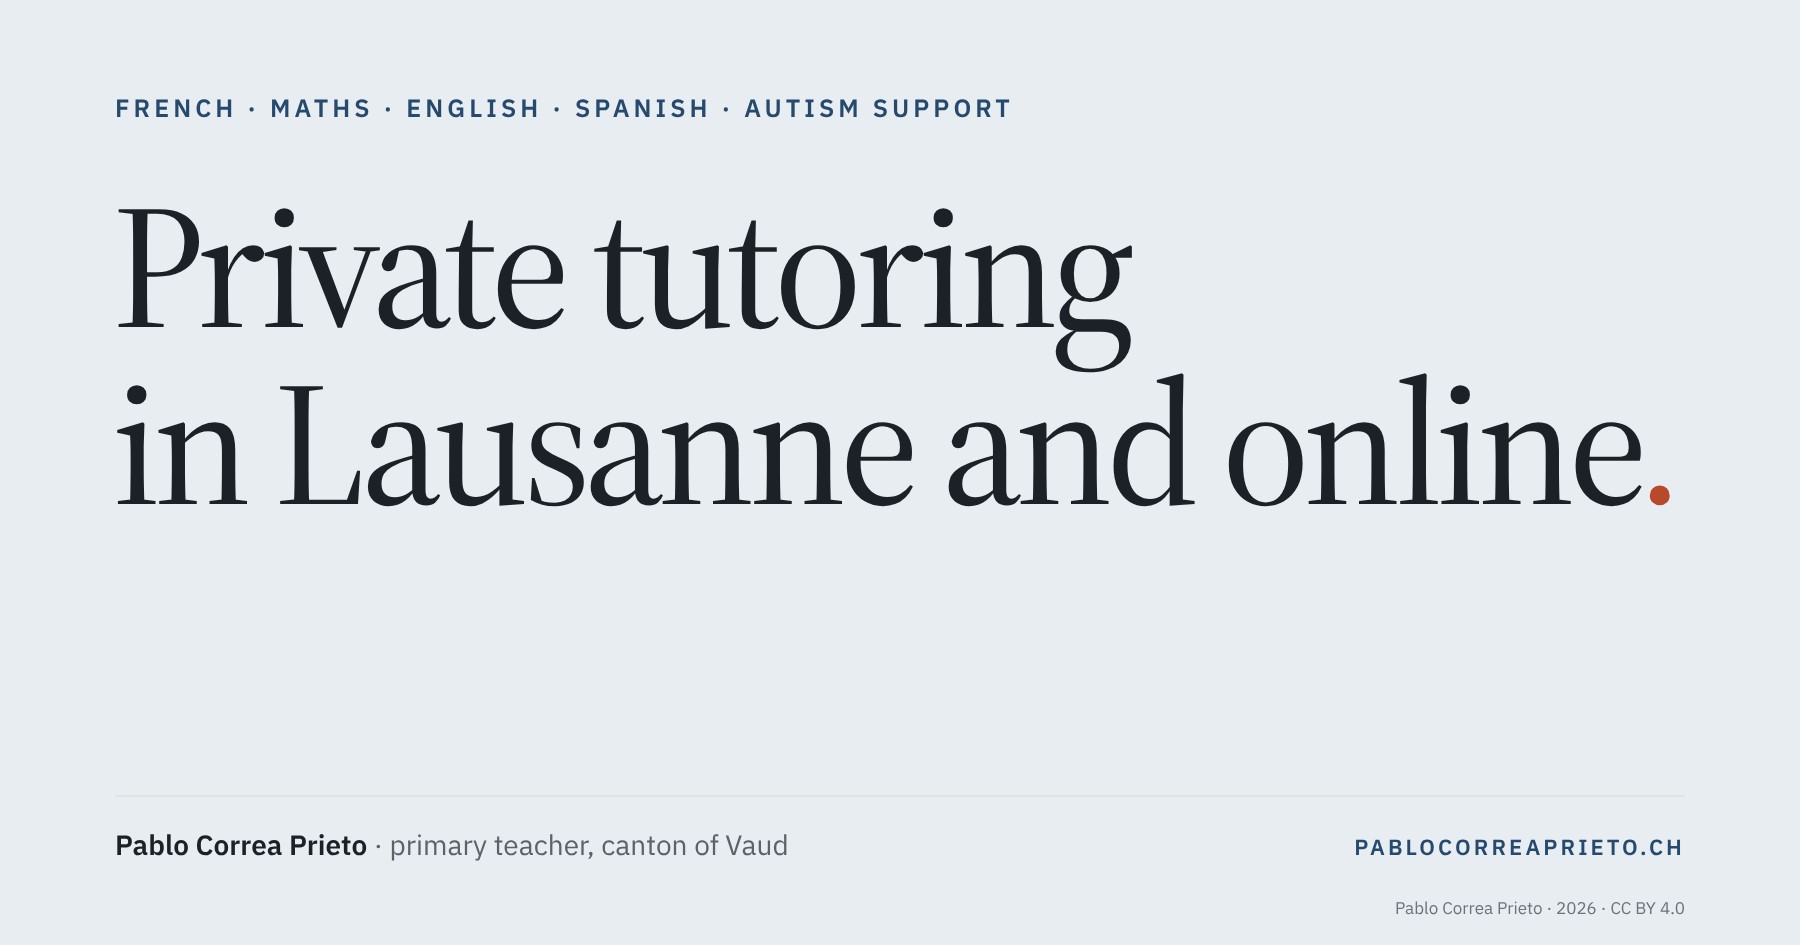 FRENCH · MATHS · ENGLISH · SPANISH · AUTISM SUPPORT
Private tutoring
in Lausanne and online.
Pablo Correa Prieto · primary teacher, canton of Vaud
PABLOCORREAPRIETO.CH
Pablo Correa Prieto · 2026 · CC BY 4.0